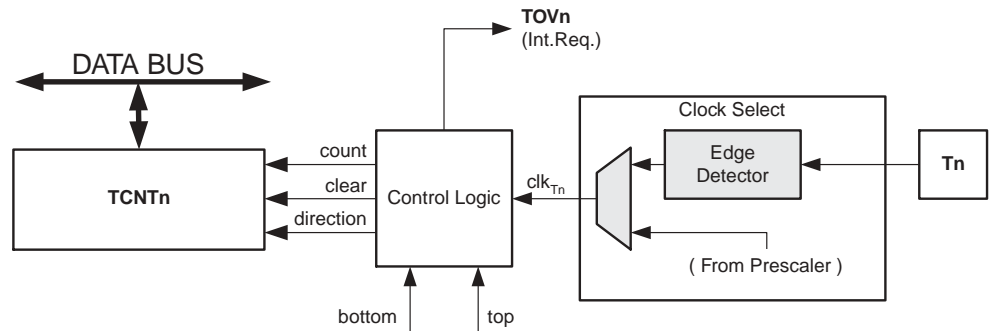 TOVn
(Int.Req.)
DATA BUS
Clock Select
count
Edge
Detector
Tn
TCNTn
clear
Control Logic
clkTn
direction
( From Prescaler )
bottom
top